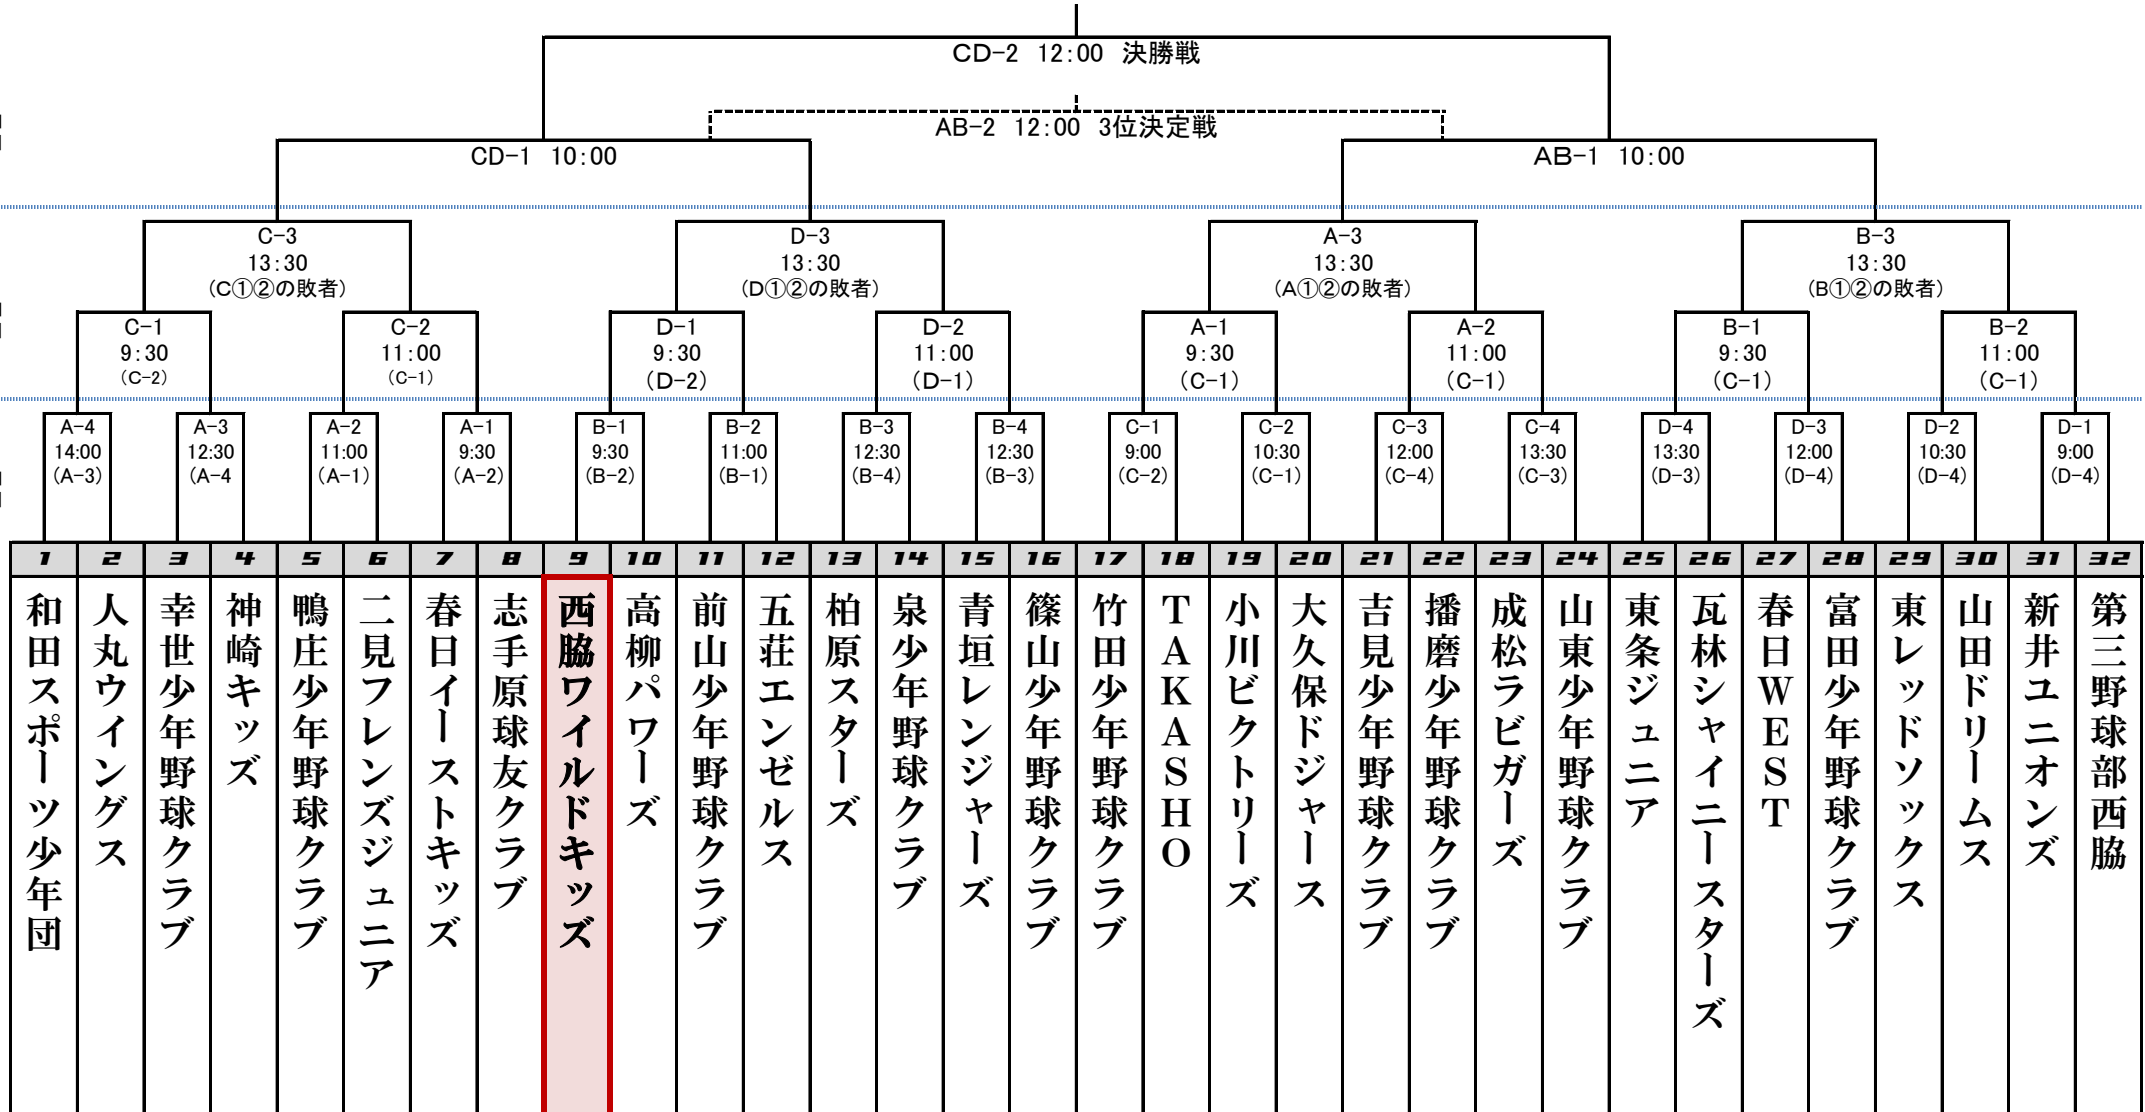 CD-2 12:00 決勝戦
AB-2 12:00 3位決定戦
CD-1 10:00
AB-1 10:00
C-3
13:30
(C①②の敗者)
D-3
13:30
(D①②の敗者)
A-3
13:30
(A①②の敗者)
B-3
13:30
(B①②の敗者)
C-1
9:30
(C-2)
C-2
11:00
(C-1)
D-1
9:30
(D-2)
D-2
11:00
(D-1)
A-1
9:30
(C-1)
A-2
11:00
(C-1)
B-1
9:30
(C-1)
B-2
11:00
(C-1)
A-4
14:00
(A-3)
A-3
12:30
(A-4
A-2
11:00
(A-1)
A-1
9:30
(A-2)
B-1
9:30
(B-2)
B-2
11:00
(B-1)
B-3
12:30
(B-4)
B-4
12:30
(B-3)
C-1
9:00
(C-2)
C-2
10:30
(C-1)
C-3
12:00
(C-4)
C-4
13:30
(C-3)
D-4
13:30
(D-3)
D-3
12:00
(D-4)
D-2
10:30
(D-4)
D-1
9:00
(D-4)
1
和田スポーツ少年団
2
人丸ウイングス
3
幸世少年野球クラブ
4
神崎キッズ
5
鴨庄少年野球クラブ
6
二見フレンズジュニア
7
春日イーストキッズ
8
志手原球友クラブ
9
西脇ワイルドキッズ
10
高柳パワーズ
11
前山少年野球クラブ
12
五荘エンゼルス
13
柏原スターズ
14
泉少年野球クラブ
15
青垣レンジャーズ
16
篠山少年野球クラブ
17
竹田少年野球クラブ
18
TAKASHO
19
小川ビクトリーズ
20
大久保ドジャース
21
吉見少年野球クラブ
22
播磨少年野球クラブ
23
成松ラビガーズ
24
山東少年野球クラブ
25
東条ジュニア
26
瓦林シャイニースターズ
27
春日WEST
28
富田少年野球クラブ
29
東レッドソックス
30
山田ドリームス
31
新井ユニオンズ
32
第三野球部西脇